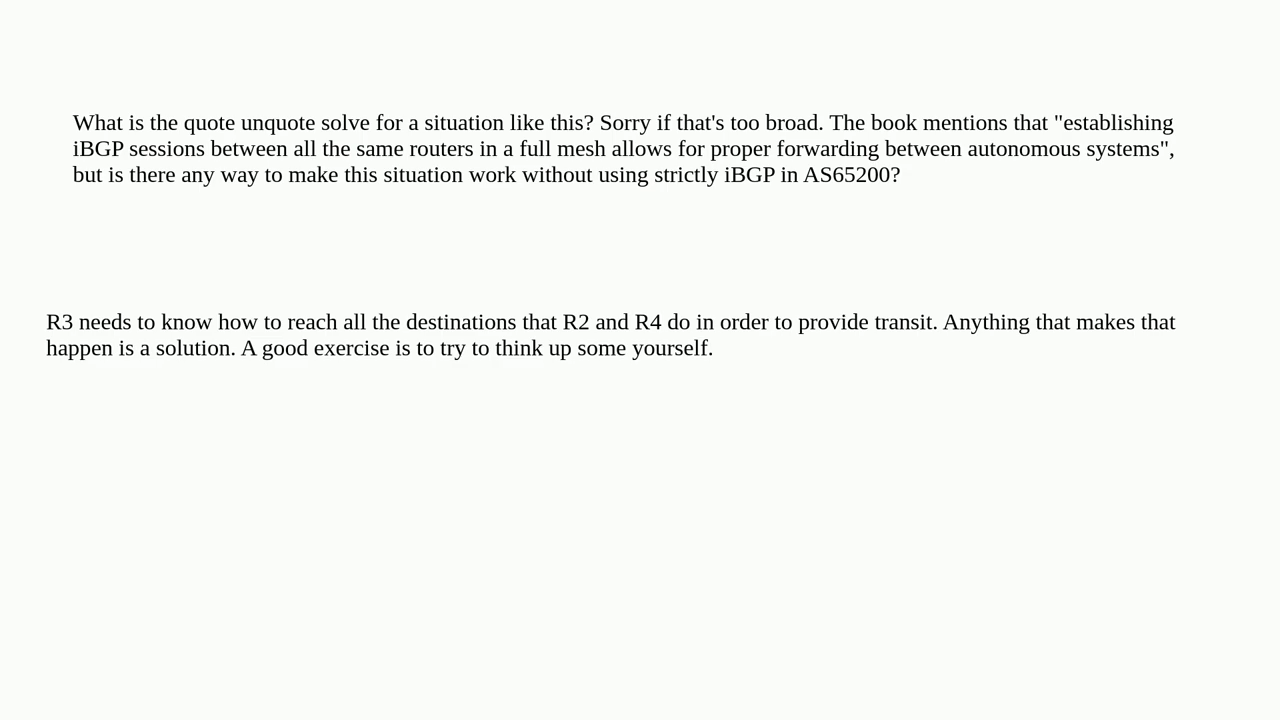 What is the quote unquote solve for a situation like this? Sorry if that's too broad. The book mentions that "establishing
iBGP sessions between all the same routers in a full mesh allows for proper forwarding between autonomous systems",
but is there any way to make this situation work without using strictly iBGP in AS65200?
R3 needs to know how to reach all the destinations that R2 and R4 do in order to provide transit. Anything that makes that
happen is a solution. A good exercise is to try to think up some yourself.